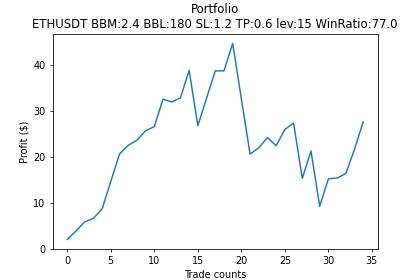 Portfolio
ETHUSDT BBM:2.4 BBL:180 SL:1.2 TP:0.6 lev:15 WinRatio:77.0
40
30
20
10
0
Profit ($)
0 5 10 15 20 25 30 35
Trade counts